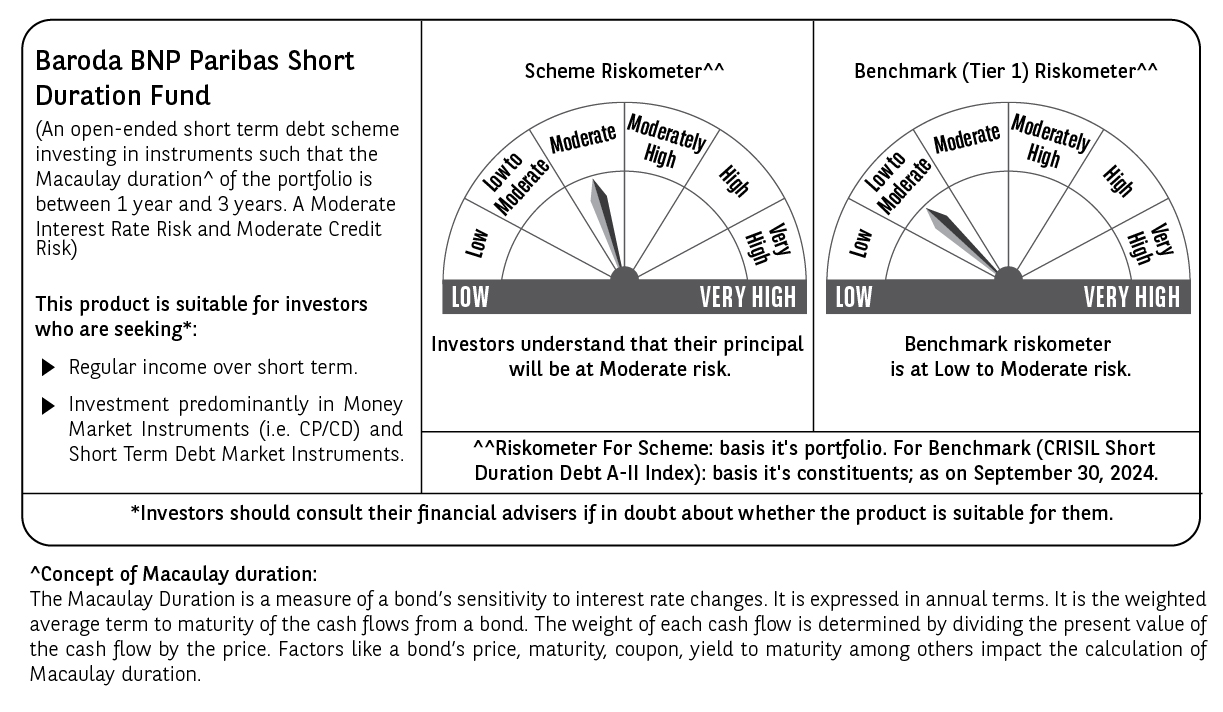 Baroda BNP Paribas Short
Duration Fund
(An open-ended short term debt scheme
investing in instruments such that the
Macaulay duration^ of the portfolio is
between 1 year and 3 years. A Moderate
Interest Rate Risk and Moderate Credit
Risk)
This product is suitable for investors
who are seeking*:
Regular income over short term.
Investment predominantly in Money
Market Instruments (i.e. CP/CD) and
Short Term Debt Market Instruments.
Scheme Riskometer^^
Low
Low to
Moderate
Moderate
Moderately
High
High
Very
High
LOW
VERY HIGH
Investors understand that their principal
will be at Moderate risk.
Benchmark (Tier 1) Riskometer^^
Low
Low to
Moderate
Moderate
Moderately
High
High
Very
High
LOW
VERY HIGH
Benchmark riskometer
is at Low to Moderate risk.
^^Riskometer For Scheme: basis it's portfolio. For Benchmark (CRISIL Short
Duration Debt A-II Index): basis it's constituents; as on September 30, 2024.
*Investors should consult their financial advisers if in doubt about whether the product is suitable for them.
^Concept of Macaulay duration:
The Macaulay Duration is a measure of a bond’s sensitivity to interest rate changes. It is expressed in annual terms. It is the weighted
average term to maturity of the cash flows from a bond. The weight of each cash flow is determined by dividing the present value of
the cash flow by the price. Factors like a bond’s price, maturity, coupon, yield to maturity among others impact the calculation of
Macaulay duration.